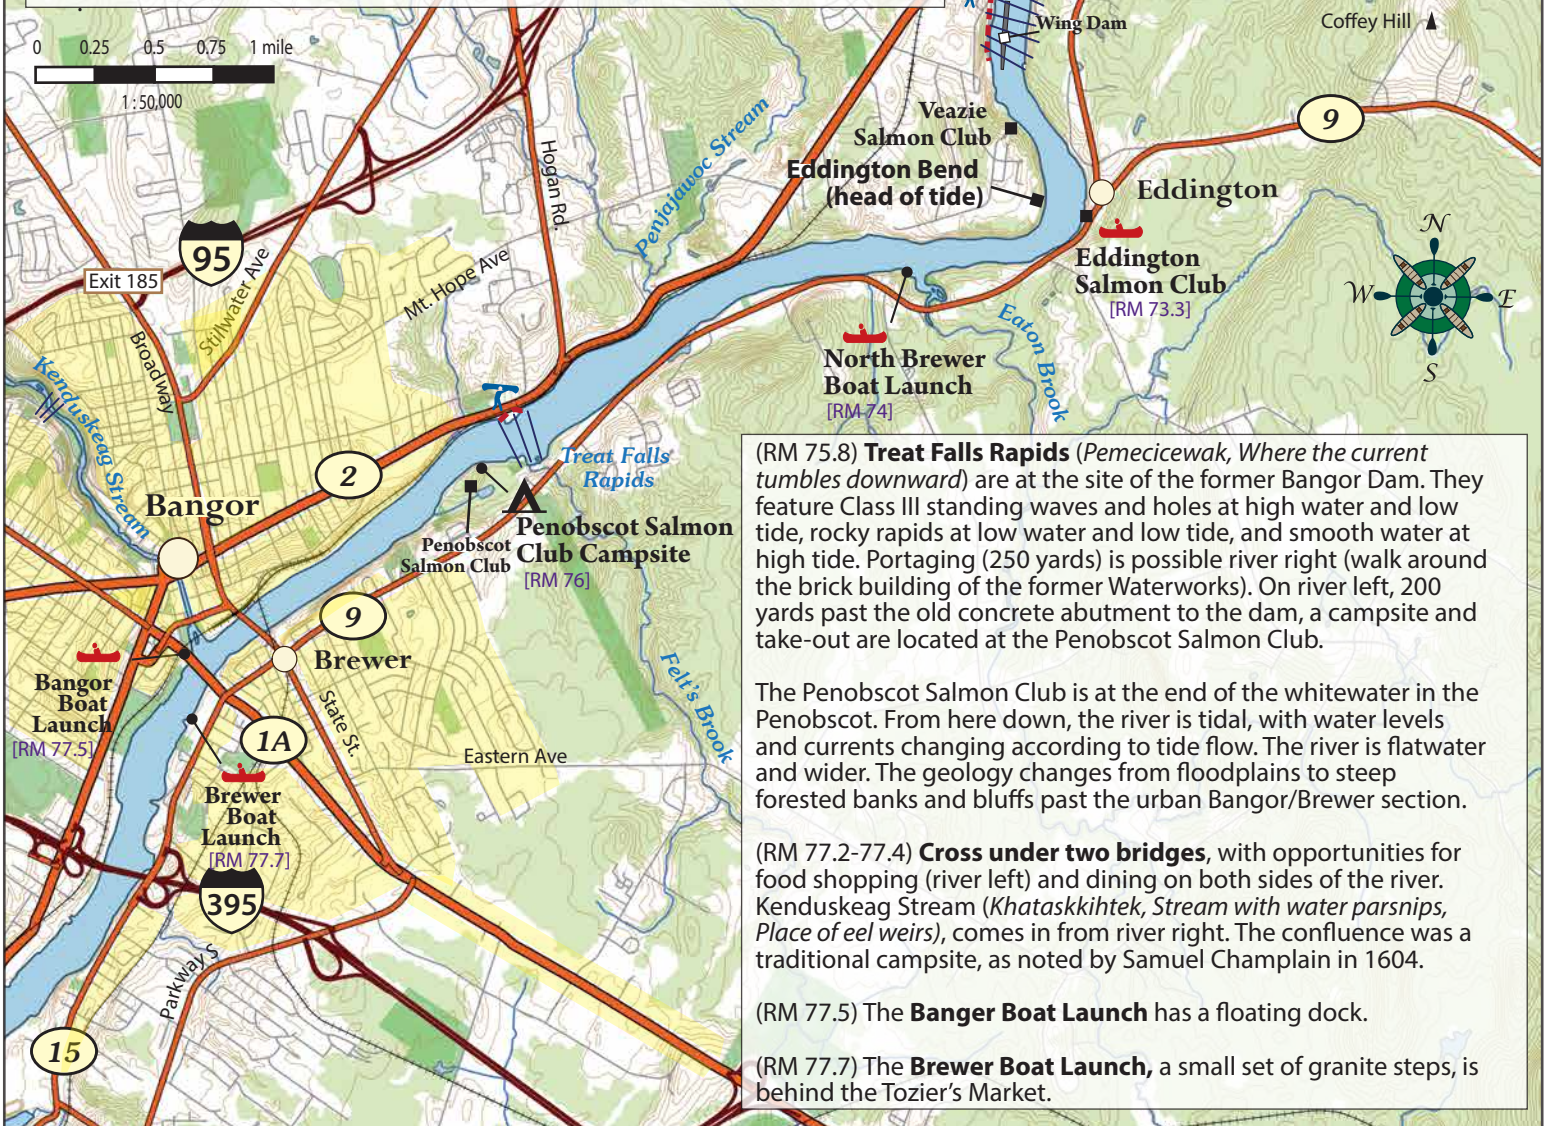 0 0.25 0.5 0.75 1 mile
1 : 50,000
Wing Dam
Coffey Hill
Veazie
Salmon Club
Eddington Bend
(head of tide)
9
Eddington
Eddington
Salmon Club
[RM 73.3]
N
W
E
S
Hogan Rd.
Penjajawoc Stream
95
Exit 185
Stillwater Ave
Mt. Hope Ave
Broadway
Kenduskeag Stream
North Brewer
Boat Launch
[RM 74]
Eaton Brook
2
Bangor
Treat Falls
Rapids
Penobscot
Salmon Club
Penobscot Salmon
Club Campsite
[RM 76]
9
Brewer
Bangor
Boat
Launch
[RM 77.5]
State St.
1A
Eastern Ave
Felt's Brook
Brewer
Boat
Launch
[RM 77.7]
395
Parkway S
15
(RM 75.8) Treat Falls Rapids (Pemecicewak, Where the current
tumbles downward) are at the site of the former Bangor Dam. They
feature Class III standing waves and holes at high water and low
tide, rocky rapids at low water and low tide, and smooth water at
high tide. Portaging (250 yards) is possible river right (walk around
the brick building of the former Waterworks). On river left, 200
yards past the old concrete abutment to the dam, a campsite and
take-out are located at the Penobscot Salmon Club.
The Penobscot Salmon Club is at the end of the whitewater in the
Penobscot. From here down, the river is tidal, with water levels
and currents changing according to tide flow. The river is flatwater
and wider. The geology changes from floodplains to steep
forested banks and bluffs past the urban Bangor/Brewer section.
(RM 77.2-77.4) Cross under two bridges, with opportunities for
food shopping (river left) and dining on both sides of the river.
Kenduskeag Stream (Khataskkihtek, Stream with water parsnips,
Place of eel weirs), comes in from river right. The confluence was a
traditional campsite, as noted by Samuel Champlain in 1604.
(RM 77.5) The Banger Boat Launch has a floating dock.
(RM 77.7) The Brewer Boat Launch, a small set of granite steps, is
behind the Tozier's Market.